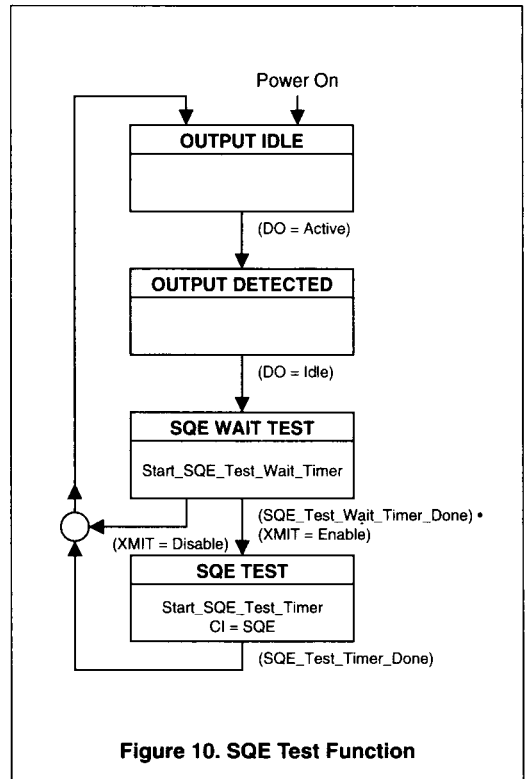 Power On
OUTPUT IDLE
(DO = Active)
OUTPUT DETECTED
(DO = Idle)
SQE WAIT TEST
Start_SQE_Test_Wait_Timer
(SQE_Test_Wait_Timer_Done) •
(XMIT = Disable)
(XMIT = Enable)
SQE TEST
Start_SQE_Test_Timer
CI = SQE
(SQE_Test_Timer_Done)
Figure 10. SQE Test Function